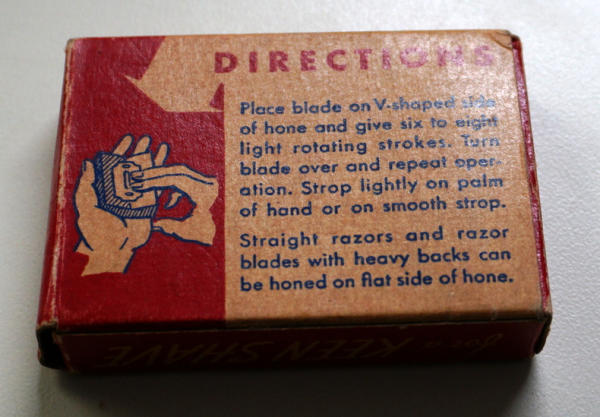 DIRECTIONS
Place blade on V-shaped side
of hone and give six to eight
light rotating strokes. Turn
blade over and repeat oper-
ation. Strop lightly on palm
of hand or on smooth strop.
Straight razors and razor
blades with heavy backs can
be honed on flat side of hone.
for a KEEN SHAVE